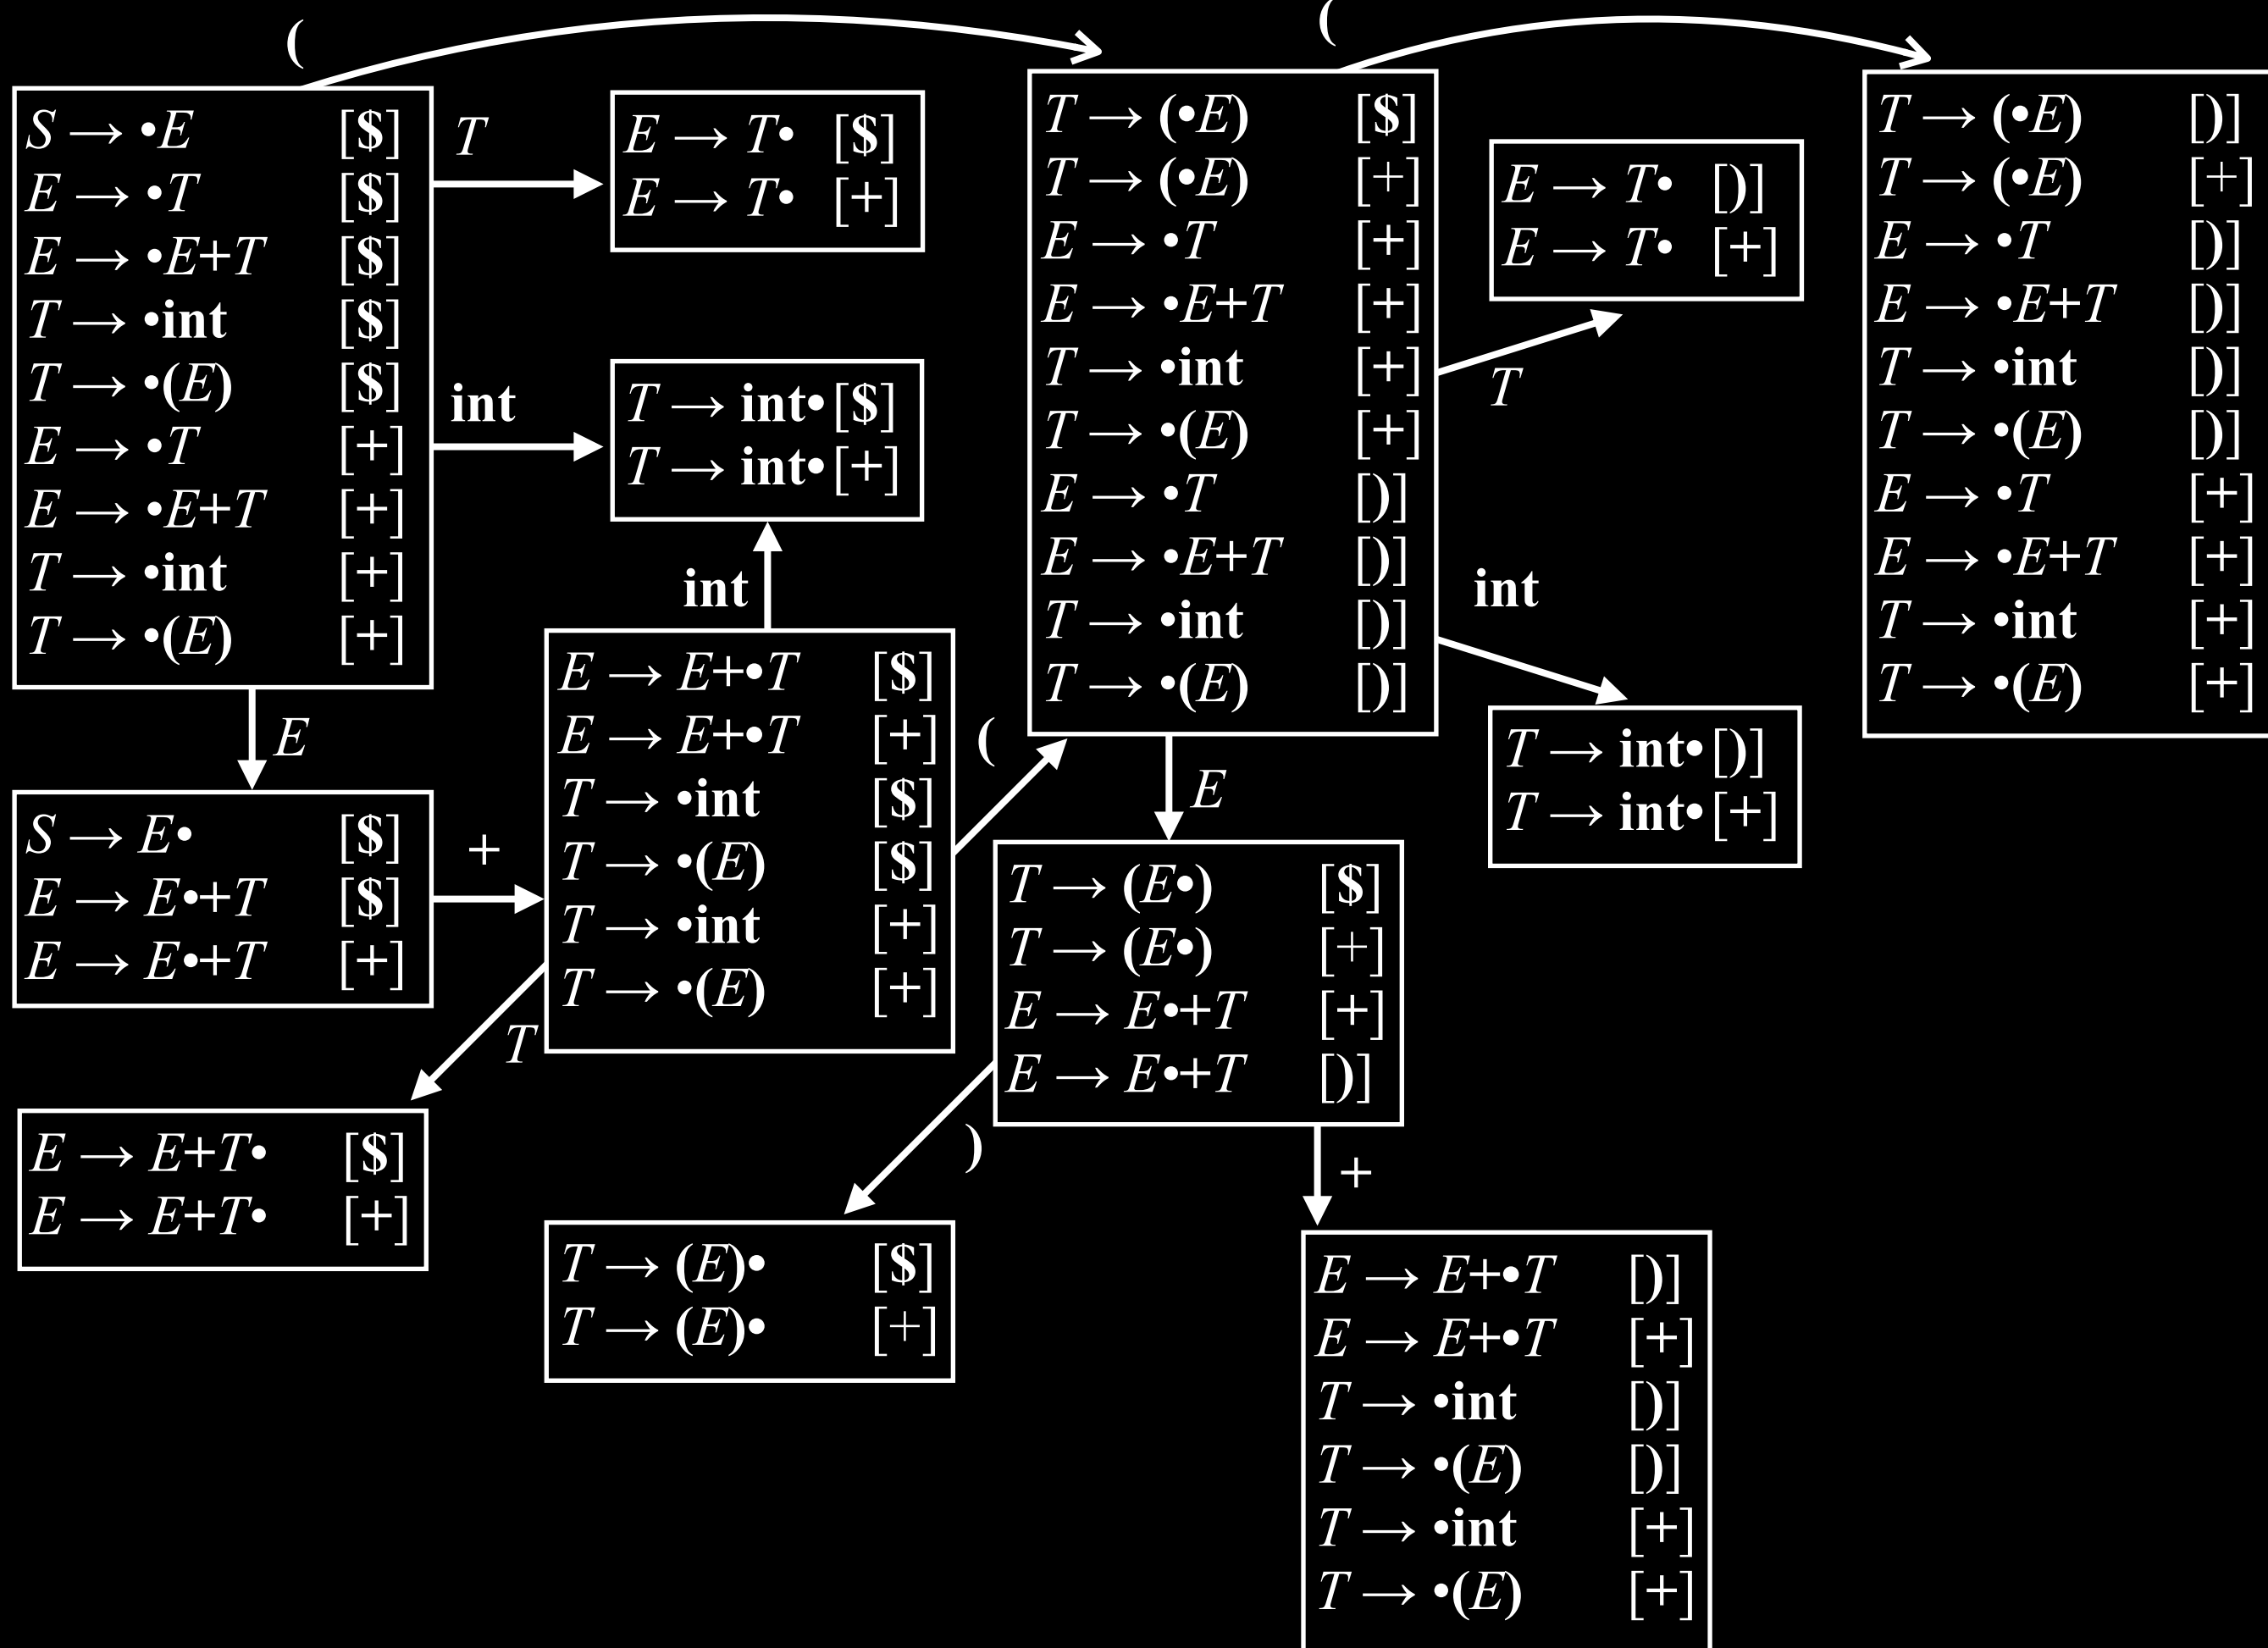 (
(
S → •E [$]
E → •T [$]
E → •E+T [$]
T → •int [$]
T → •(E) [$]
E → •T [+]
E → •E+T [+]
T → •int [+]
T → •(E) [+]
T
E → T• [$]
E → T• [+]
int
T → int• [$]
T → int• [+]
int
T → (•E) [$]
T → (•E) [+]
E → •T [+]
E → •E+T [+]
T → •int [+]
T → •(E) [+]
E → •T [)]
E → •E+T [)]
T → •int [)]
T → •(E) [)]
E → T• [)]
E → T• [+]
T
int
T → int• [)]
T → int• [+]
T → (•E) [)]
T → (•E) [+]
E → •T [)]
E → •E+T [)]
T → •int [)]
T → •(E) [)]
E → •T [+]
E → •E+T [+]
T → •int [+]
T → •(E) [+]
E
S → E• [$]
E → E•+T [$]
E → E•+T [+]
+
E → E+•T [$]
E → E+•T [+]
T → •int [$]
T → •(E) [$]
T → •int [+]
T → •(E) [+]
(
E
T → (E•) [$]
T → (E•) [+]
E → E•+T [+]
E → E•+T [)]
T
E → E+T• [$]
E → E+T• [+]
)
T → (E)• [$]
T → (E)• [+]
+
E → E+•T [)]
E → E+•T [+]
T → •int [)]
T → •(E) [)]
T → •int [+]
T → •(E) [+]